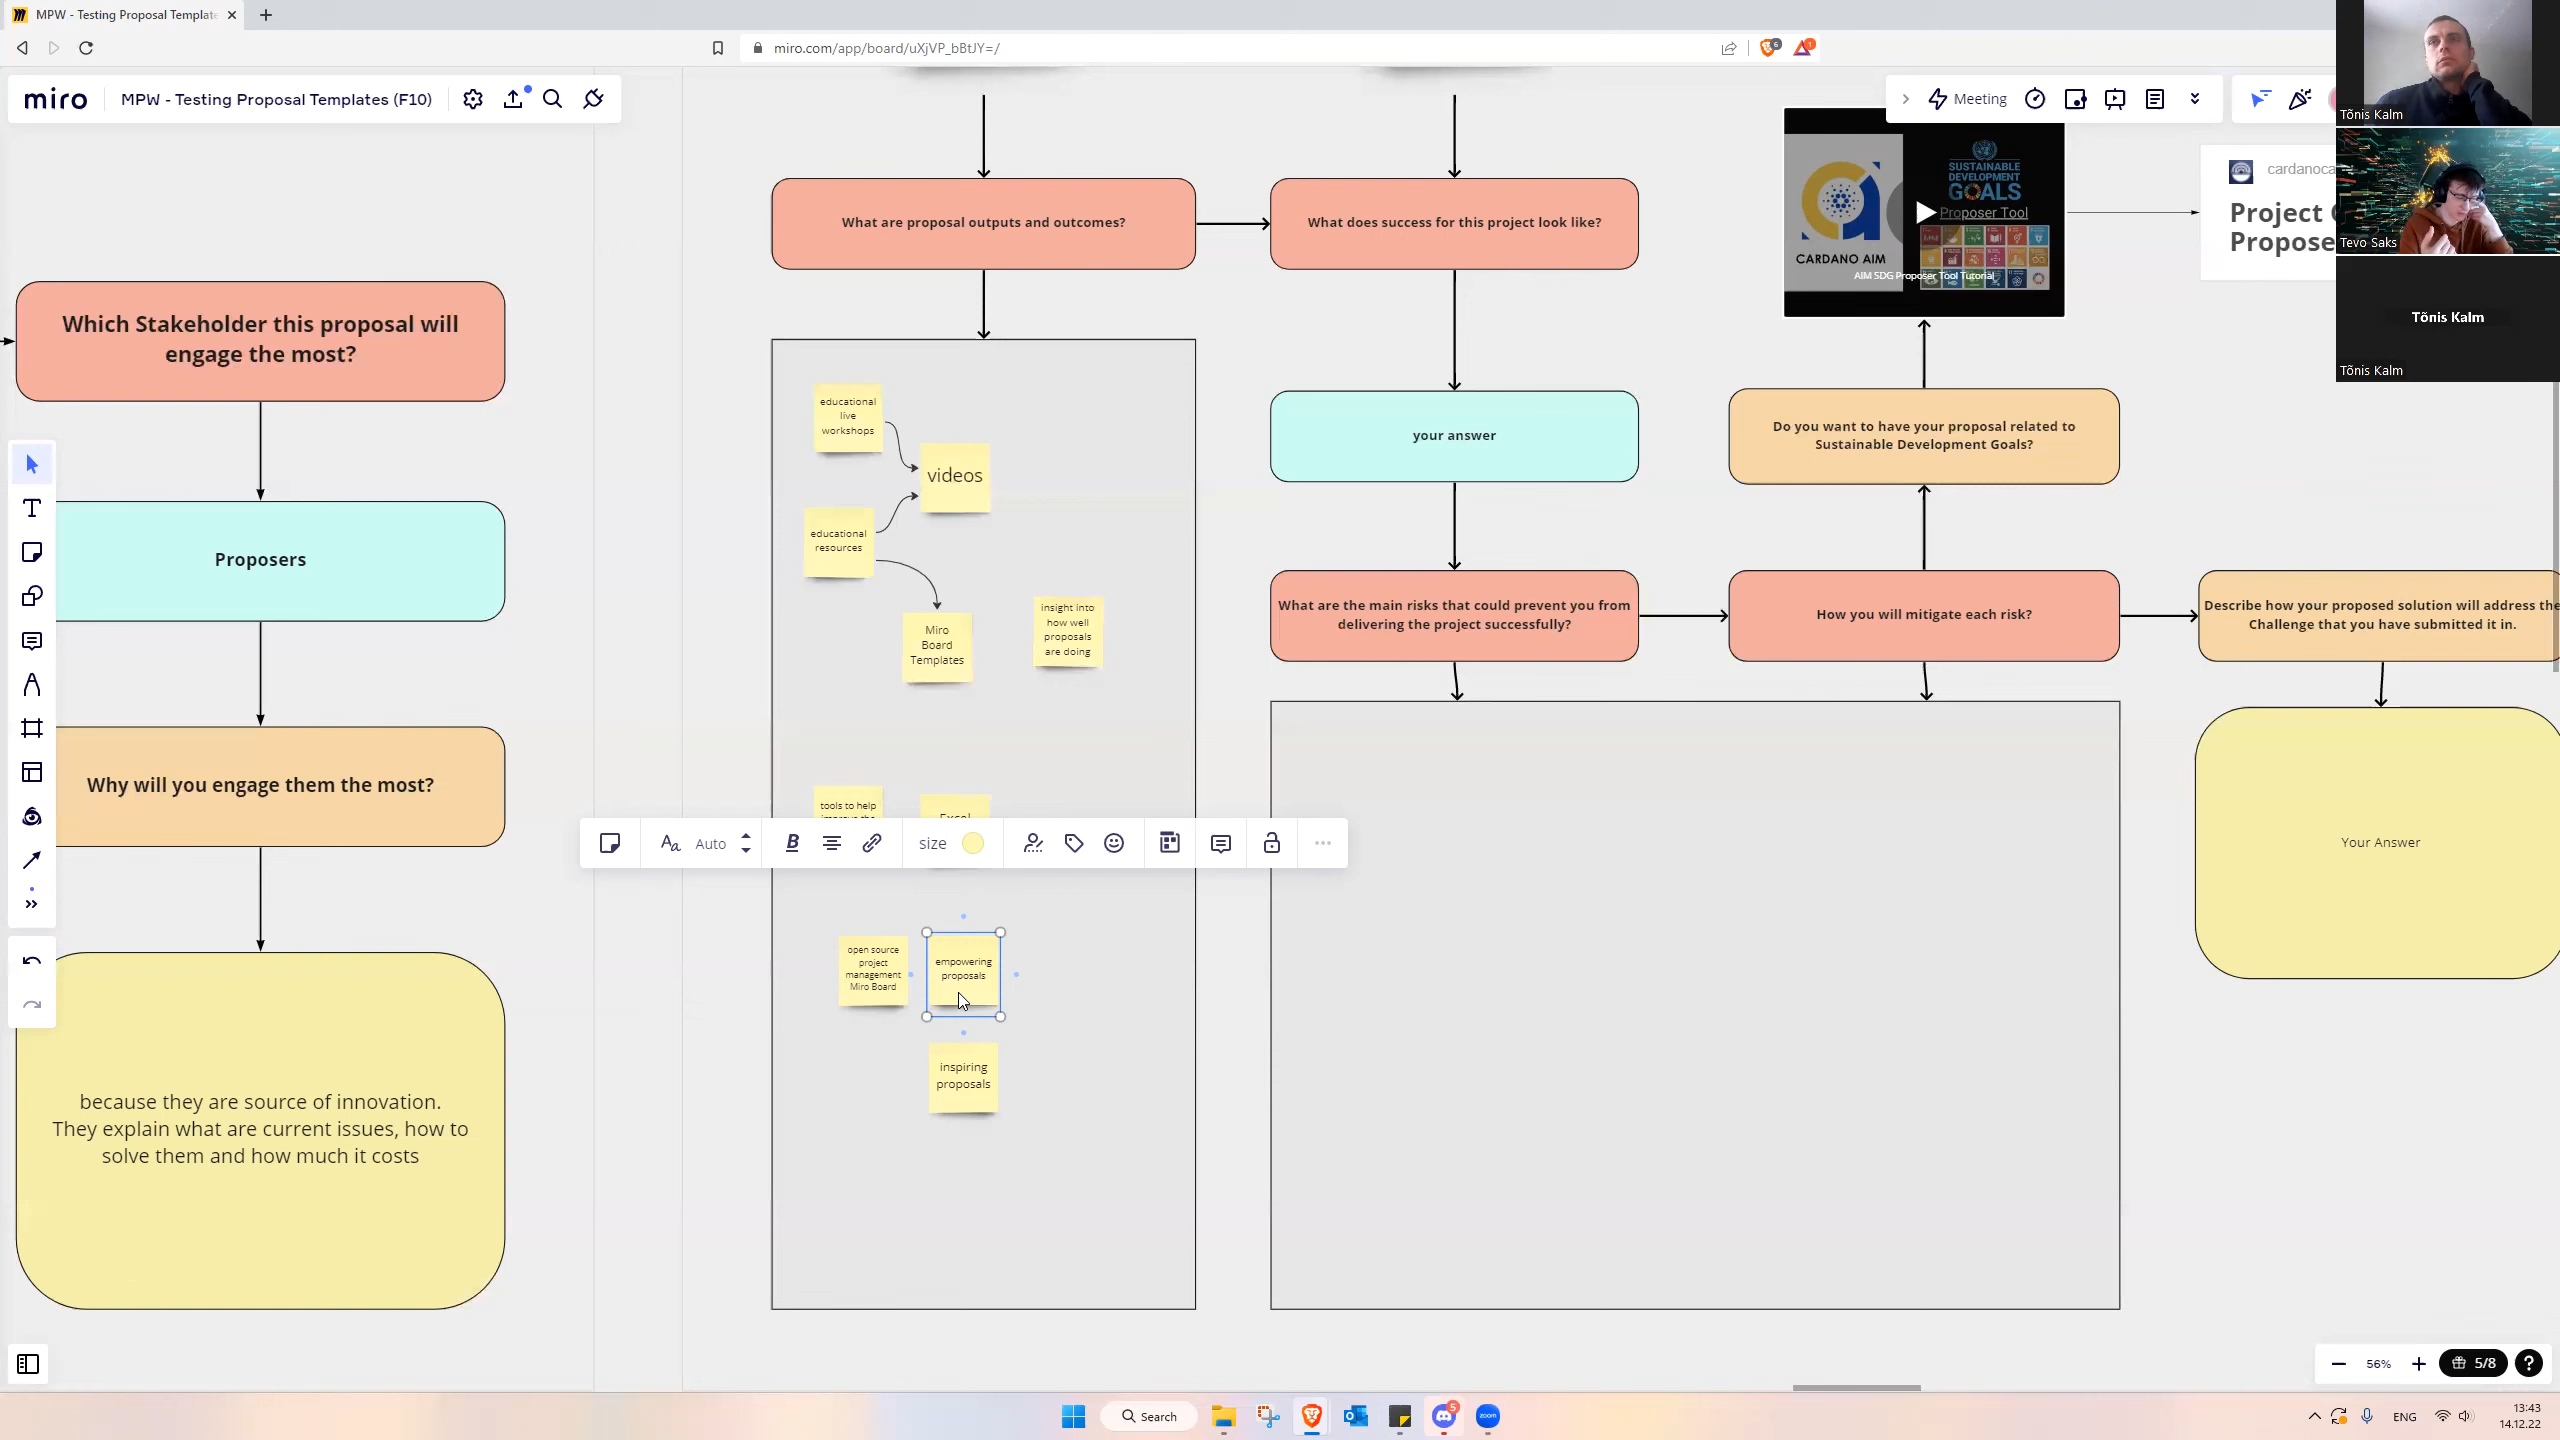 MPW - Testing Proposal Template
miro.com/app/board/uXjVP_bBtJY=/
6
1
miro
MPW - Testing Proposal Templates (F10)
Meeting
Tõnis Kalm
Tevo Saks
Tõnis Kalm
Tõnis Kalm
cardanoca
Project
Propose
CARDANO AIM
SUSTAINABLE
DEVELOPMENT
GOALS
Proposer Tool
AIM SDG Proposer Tool Tutorial
What are proposal outputs and outcomes?
What does success for this project look like?
Which Stakeholder this proposal will
engage the most?
Proposers
Why will you engage them the most?
because they are source of innovation.
They explain what are current issues, how to
solve them and how much it costs
educational
live
workshops
videos
educational
resources
Miro
Board
Templates
insight into
how well
proposals
are doing
tools to help
Excel
Auto
B
size
open source
project
management
Miro Board
empowering
proposals
inspiring
proposals
your answer
Do you want to have your proposal related to
Sustainable Development Goals?
What are the main risks that could prevent you from
delivering the project successfully?
How you will mitigate each risk?
Describe how your proposed solution will address the
Challenge that you have submitted it in.
Your Answer
56%
5/8
?
Search
5
zoom
ENG
13:43
14.12.22